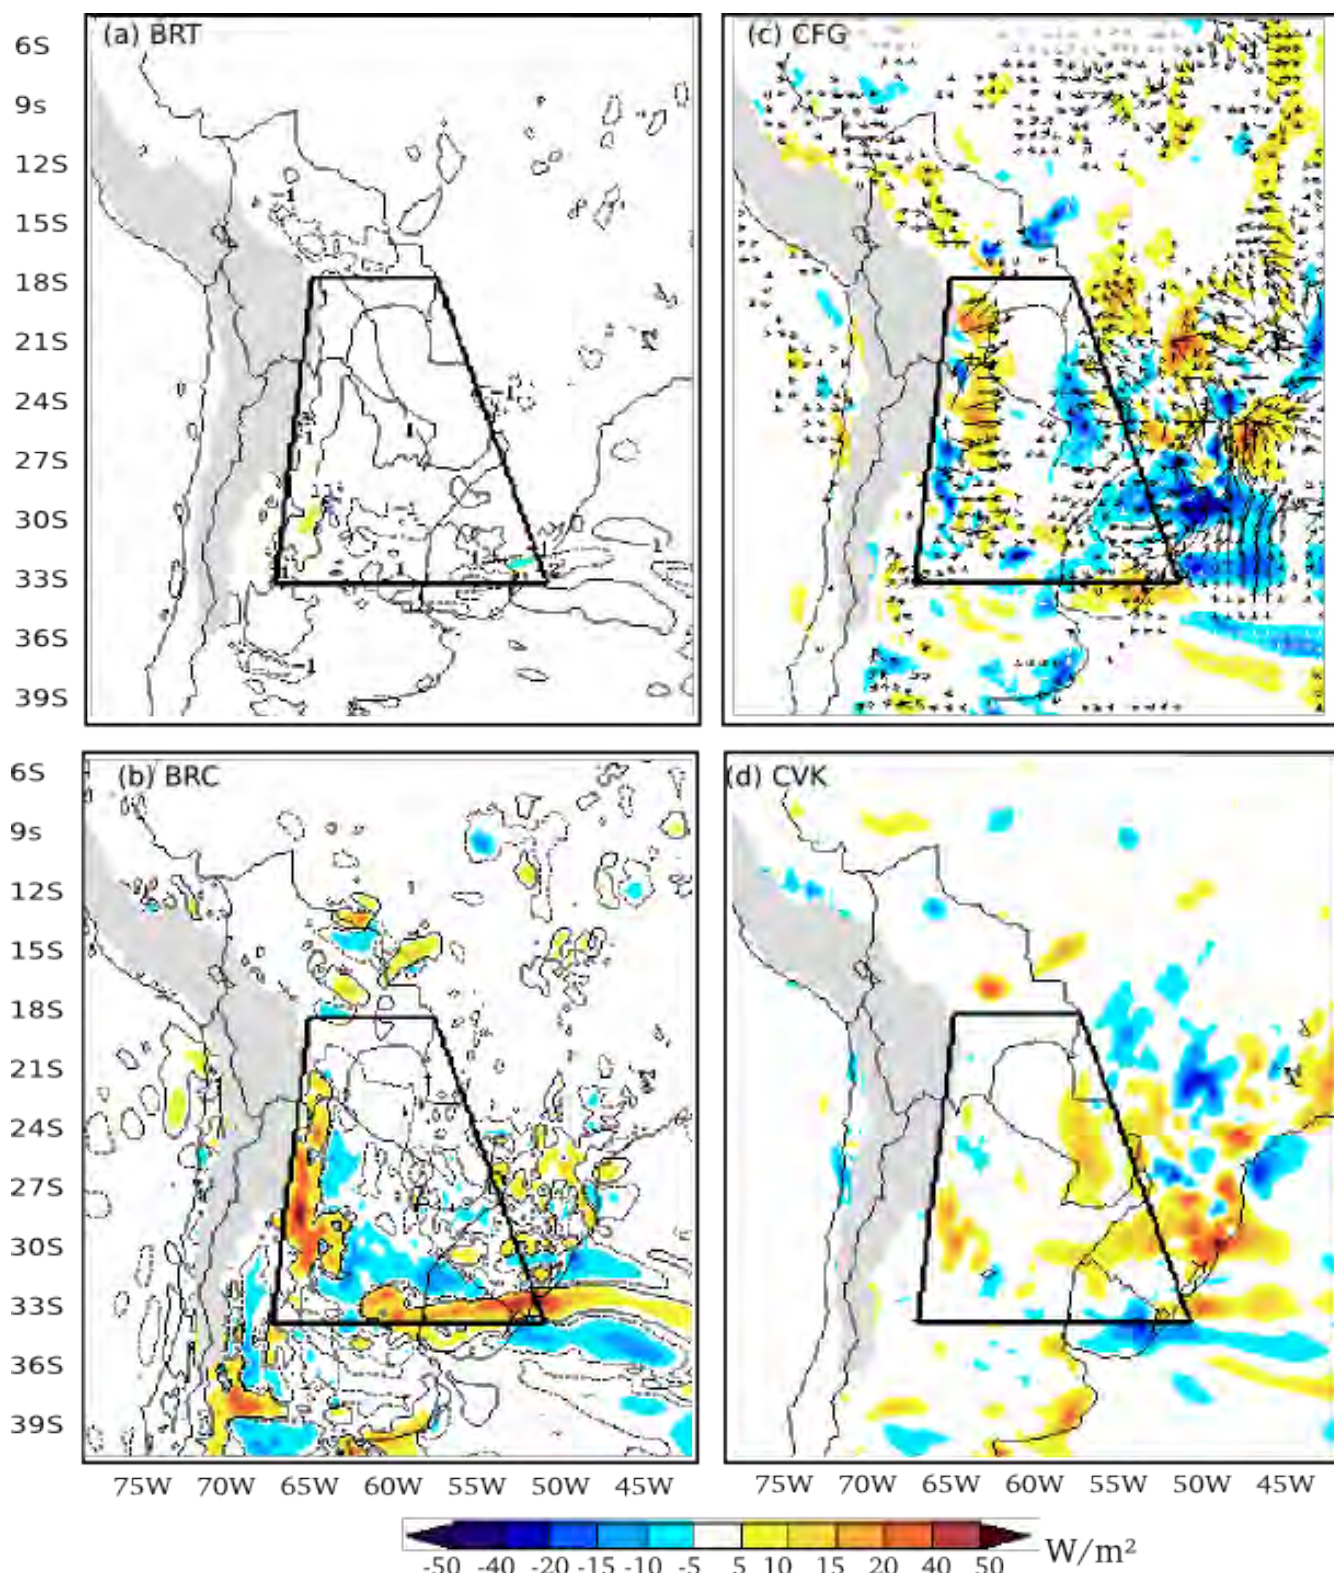 (a) BRT
(c) CFG
6S
9s
12S
15S
18S
21S
24S
27S
30S
33S
36S
39S
(b) BRC
(d) CVK
6S
9s
12S
15S
18S
21S
24S
27S
30S
33S
36S
39S
75W 70W 65W 60W 55W 50W 45W
75W 70W 65W 60W 55W 50W 45W
-50 -40 -20 -15 -10 -5 5 10 15 20 40 50 W/m²